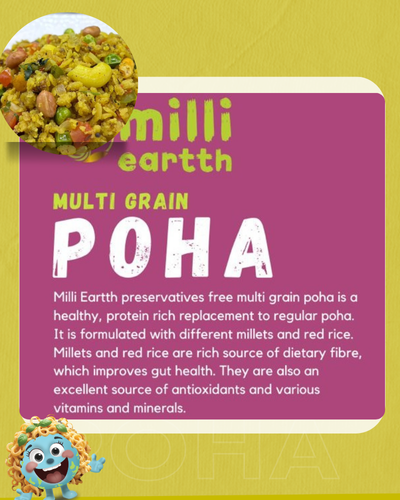 milli
eartth
MULTI GRAIN
POHA
Milli Eartth preservatives free multi grain poha is a
healthy, protein rich replacement to regular poha.
It is formulated with different millets and red rice.
Millets and red rice are rich source of dietary fibre,
which improves gut health. They are also an
excellent source of antioxidants and various
vitamins and minerals.
POHA